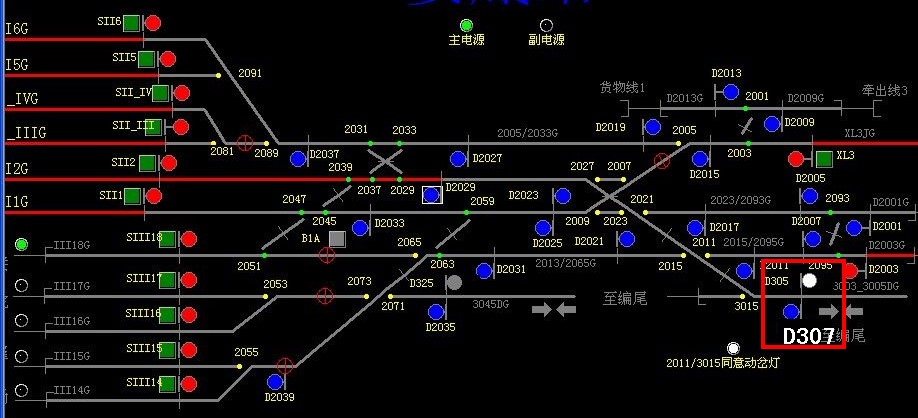 SII6
I6G
主电源
副电源
SII5
I5G
2091
D2013
货物线1
D2013G
2001
D2009G
牵出线3
SII_IV
_IVG
SII_III
_IIIG
2031
2033
2005/2033G
D2019
2005
D2009
XL3JG
2081
2089
D2037
D2027
D2015
2003
XL3
SII2
I2G
2039
2037
2029
D2029
2027
2007
D2005
SII1
I1G
2047
2045
2059
D2023
2009
2023
2021
2023/2093G
2093
D2001G
SIII18
III18G
B1A
D2033
D2025
D2021
D2017
D2007
D2001
2051
2065
2063
D2031
2013/2065G
2015
2011
2015/2095G
D2003G
SIII17
III17G
2053
2073
2071
D325
3045DG
至编尾
3015
2011
2095
D305
D2003
3003_3005DG
SIII16
III16G
D2035
D307
至编尾
SIII15
III15G
2055
2011/3015同意动岔灯
SIII14
III14G
D2039